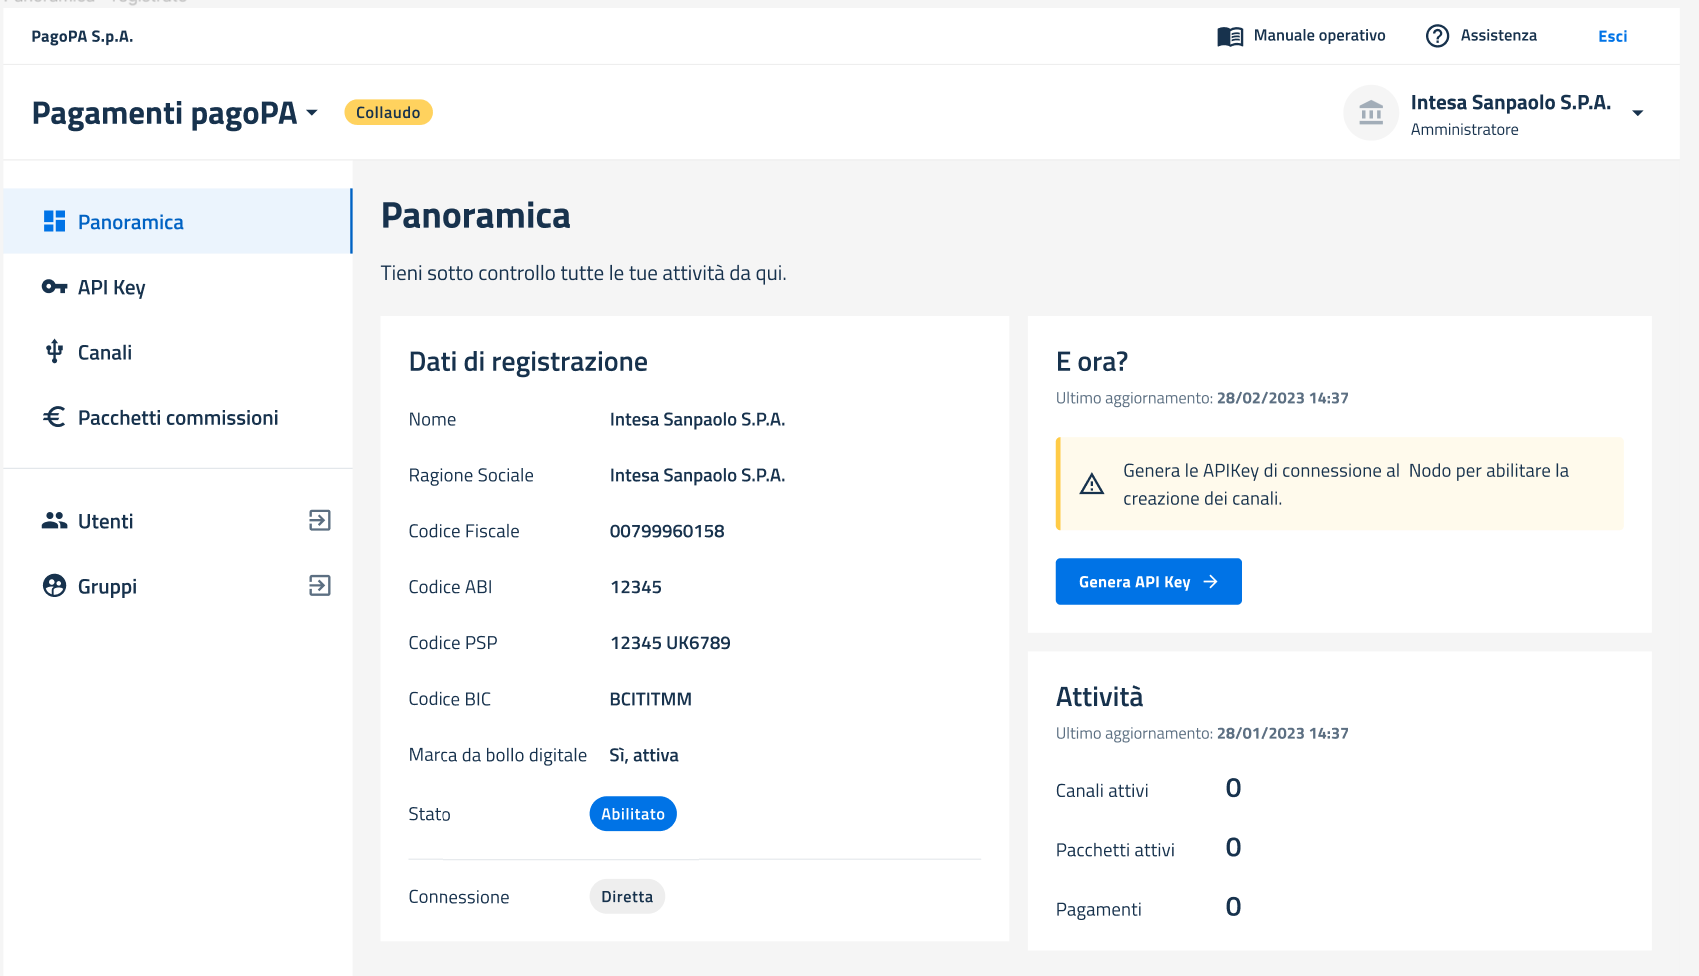 PagoPA S.p.A.
Manuale operativo
Assistenza
Esci
Pagamenti pagoPA
Collaudo
Intesa Sanpaolo S.P.A.
Amministratore
Panoramica
API Key
Canali
Pacchetti commissioni
Utenti
Gruppi
Panoramica
Tieni sotto controllo tutte le tue attività da qui.
Dati di registrazione
Nome Intesa Sanpaolo S.P.A.
Ragione Sociale Intesa Sanpaolo S.P.A.
Codice Fiscale 00799960158
Codice ABI 12345
Codice PSP 12345 UK6789
Codice BIC BCITITMM
Marca da bollo digitale Sì, attiva
Stato Abilitato
Connessione Diretta
E ora?
Ultimo aggiornamento: 28/02/2023 14:37
Genera le APIKey di connessione al Nodo per abilitare la
creazione dei canali.
Genera API Key
Attività
Ultimo aggiornamento: 28/01/2023 14:37
Canali attivi 0
Pacchetti attivi 0
Pagamenti 0